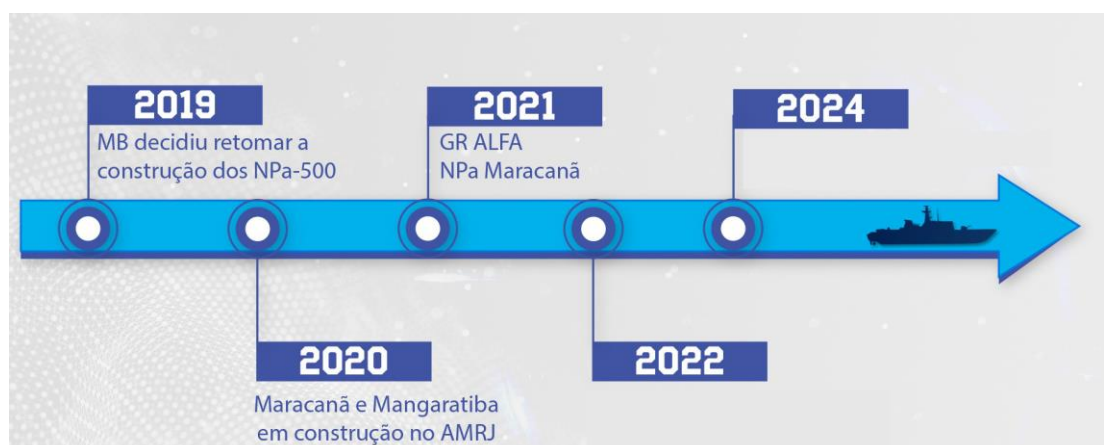 2019
MB decidiu retomar a
construção dos NPa-500
2021
GR ALFA
NPa Maracanã
2024
2020
Maracanã e Mangaratiba
em construção no AMRJ
2022